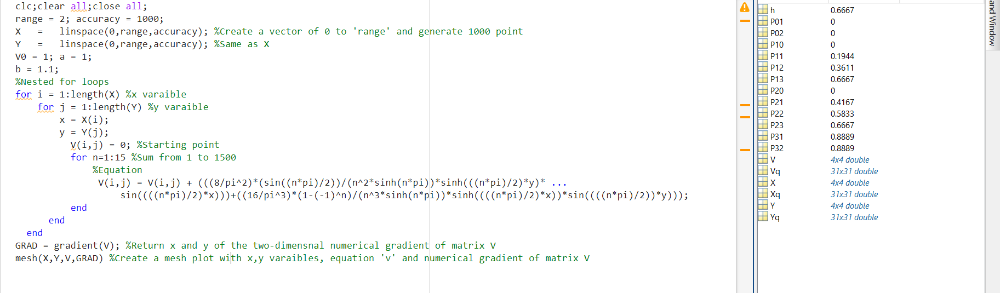 clc;clear all;close all;
range = 2; accuracy = 1000;
X   =   linspace(0,range,accuracy); %Create a vector of 0 to 'range' and generate 1000 point
Y   =   linspace(0,range,accuracy); %Same as X
V0 = 1; a = 1;
b = 1.1;
%Nested for loops
for i = 1:length(X) %x varaible
    for j = 1:length(Y) %y varaible
        x = X(i);
        y = Y(j);
          V(i,j) = 0; %Starting point
          for n=1:15 %Sum from 1 to 1500
              %Equation
               V(i,j) = V(i,j) + (((8/pi^2)*(sin((n*pi)/2))/(n^2*sinh(n*pi))*sinh(((n*pi)/2)*y)* ...
                   sin((((n*pi)/2)*x)))+((16/pi^3)*(1-(-1)^n)/(n^3*sinh(n*pi))*sinh((((n*pi)/2)*x))*sin((((n*pi)/2))*y)));
          end
      end
  end
GRAD = gradient(V); %Return x and y of the two-dimensnal numerical gradient of matrix V
mesh(X,Y,V,GRAD) %Create a mesh plot with x,y varaibles, equation 'v' and numerical gradient of matrix V
h 0.6667
P01 0
P02 0
P10 0
P11 0.1944
P12 0.3611
P13 0.6667
P20 0
P21 0.4167
P22 0.5833
P23 0.6667
P31 0.8889
P32 0.8889
V 4x4 double
Vq 31x31 double
X 4x4 double
Xq 31x31 double
Y 4x4 double
Yq 31x31 double
and Window